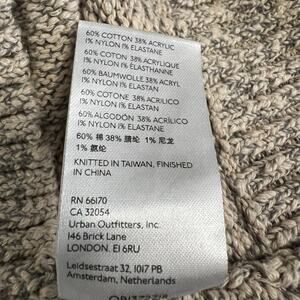 60% COTTON 38% ACRYLIC
1% NYLON 1% ELASTANE
60% COTON 38% ACRYLIQUE
1% NYLON 1% ÉLASTHANNE
60% BAUMWOLLE 38% ACRYL
1% NYLON 1% ELASTAN
60% COTONE 38% ACRILICO
1% NYLON 1% ELASTAN
60% ALGODÓN 38% ACRÍLICO
1% NYLON 1% ELASTANO
60% 棉 38% 腈纶 1% 尼龙
1% 氨纶
KNITTED IN TAIWAN, FINISHED
IN CHINA
RN 66170
CA 32054
Urban Outfitters, Inc.
146 Brick Lane
LONDON. E1 6RU
Leidsestraat 32, 1017 PB
Amsterdam, Netherlands